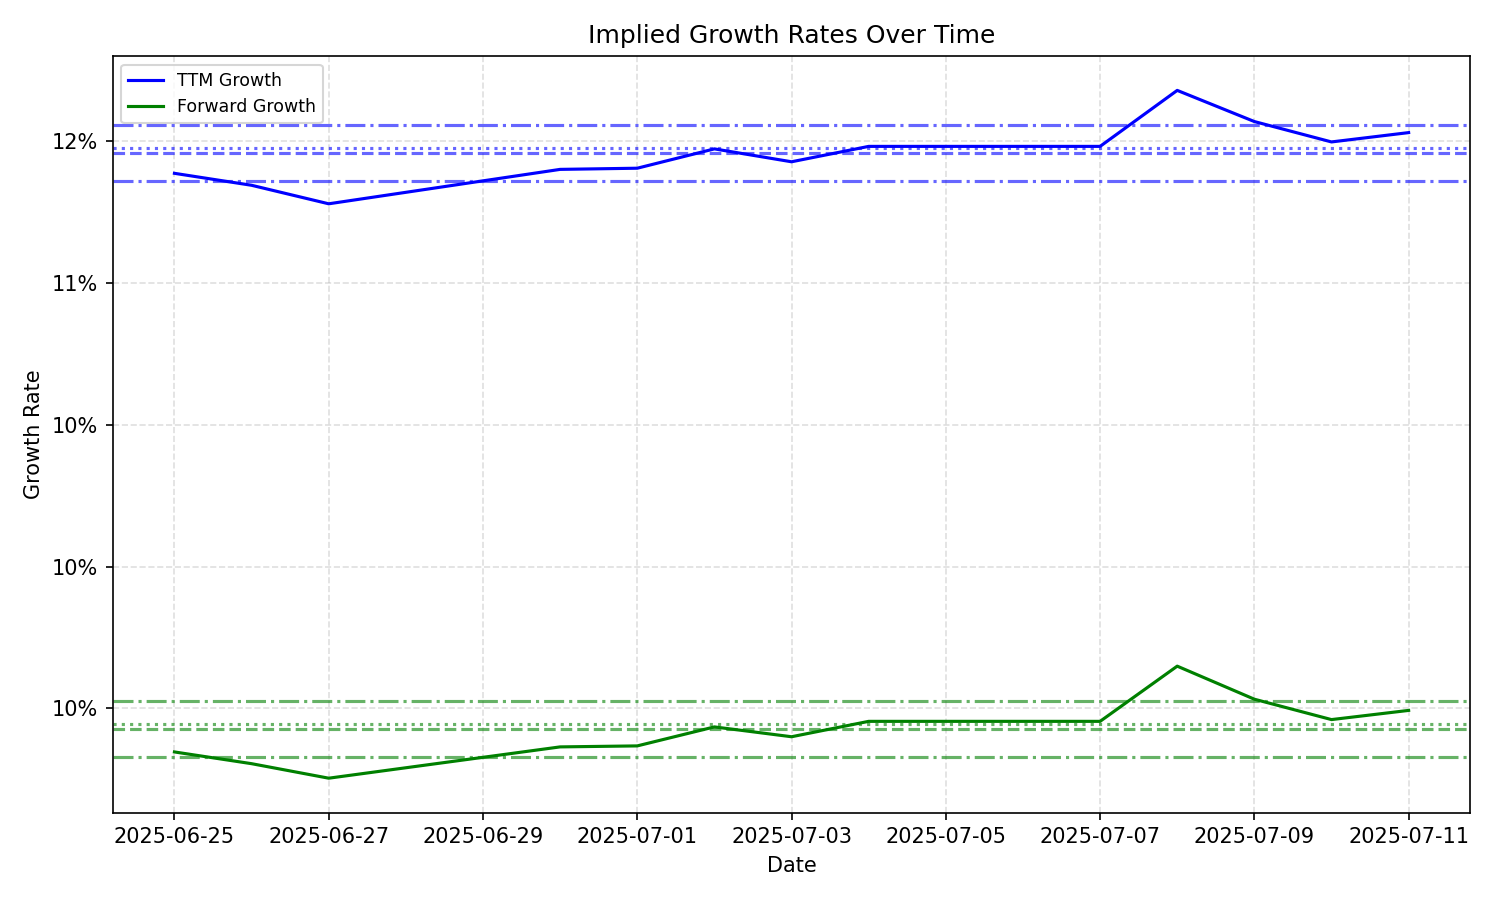 Implied Growth Rates Over Time
TTM Growth
Forward Growth
12%
11%
10%
10%
10%
Growth Rate
2025-06-25
2025-06-27
2025-06-29
2025-07-01
2025-07-03
2025-07-05
2025-07-07
2025-07-09
2025-07-11
Date